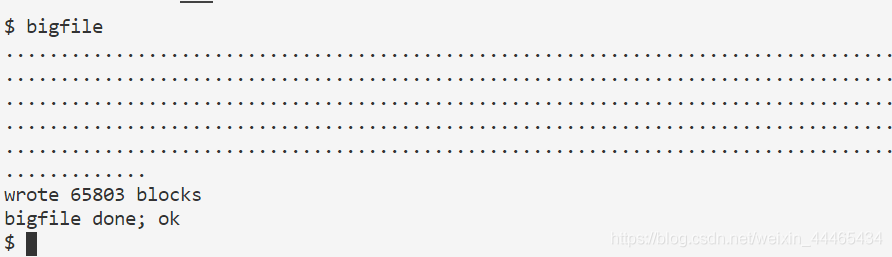 $ bigfile
.................................................................................
.................................................................................
.................................................................................
.................................................................................
.................................................................................
.............
wrote 65803 blocks
bigfile done; ok
$
https://blog.csdn.net/weixin_44465434